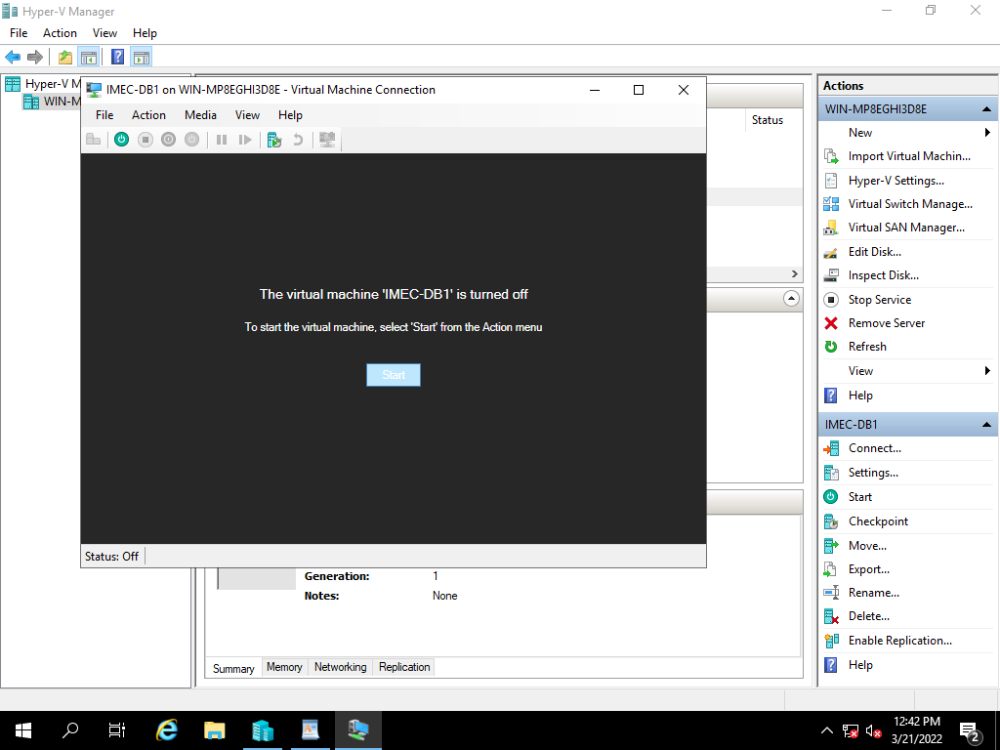 Hyper-V Manager
File Action View Help
Hyper-V M
WIN-M
IMEC-DB1 on WIN-MP8EGHI3D8E - Virtual Machine Connection
File Action Media View Help
The virtual machine 'IMEC-DB1' is turned off
To start the virtual machine, select 'Start' from the Action menu
Start
Status: Off
Status
Generation: 1
Notes: None
Summary Memory Networking Replication
Actions
WIN-MP8EGHI3D8E
New
Import Virtual Machin...
Hyper-V Settings...
Virtual Switch Manage...
Virtual SAN Manager...
Edit Disk...
Inspect Disk...
Stop Service
Remove Server
Refresh
View
Help
IMEC-DB1
Connect...
Settings...
Start
Checkpoint
Move...
Export...
Rename...
Delete...
Enable Replication...
Help
12:42 PM
3/21/2022
2